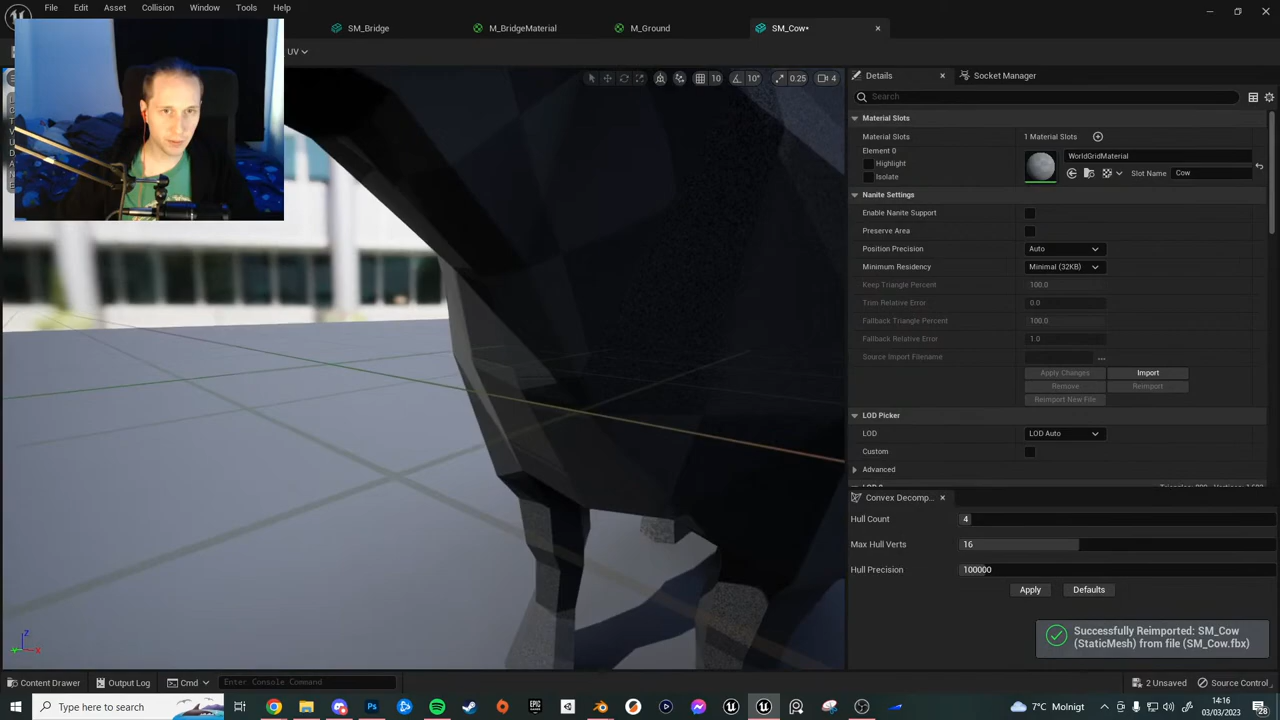 File Edit Asset Collision Window Tools Help
SM_Bridge M_BridgeMaterial M_Ground SM_Cow*
UV
10 10° 0.25 4
Details Socket Manager
Search
Material Slots
Material Slots 1 Material Slots
Element 0
Highlight
Isolate
WorldGridMaterial
Slot Name Cow
Nanite Settings
Enable Nanite Support
Preserve Area
Position Precision Auto
Minimum Residency Minimal (32KB)
Keep Triangle Percent 100.0
Trim Relative Error 0.0
Fallback Triangle Percent 100.0
Fallback Relative Error 1.0
Source Import Filename ...
Apply Changes Import
Remove Reimport
Reimport New File
LOD Picker
LOD LOD Auto
Custom
Advanced
Convex Decomp...
Hull Count 4
Max Hull Verts 16
Hull Precision 100000
Apply Defaults
Successfully Reimported: SM_Cow
(StaticMesh) from file (SM_Cow.fbx)
Z
X
Content Drawer Output Log Cmd Enter Console Command 2 Unsaved Source Control
Type here to search
7°C Molnigt
14:16
03/03/2023